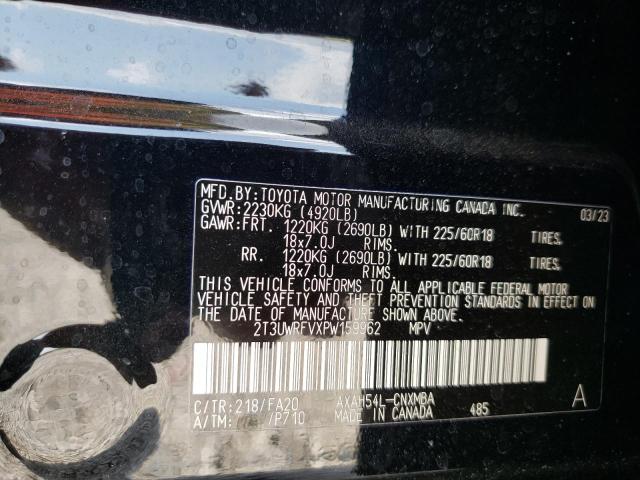 MFD.BY:TOYOTA MOTOR MANUFACTURING CANADA INC. 03/23
GVWR:2230KG (4920LB)
GAWR:FRT. 1220KG (2690LB) WITH 225/60R18 TIRES.
18x7.0J RIMS.
RR. 1220KG (2690LB) WITH 225/60R18 TIRES.
18x7.0J RIMS.
THIS VEHICLE CONFORMS TO ALL APPLICABLE FEDERAL MOTOR
VEHICLE SAFETY AND THEFT PREVENTION STANDARDS IN EFFECT ON
THE DATE OF MANUFACTURE SHOWN ABOVE.
2T3UWRFVXPW159962 MPV
C/TR:218/FA20 AXAH54L-CNXMBA
A/TM: /P710 MADE IN CANADA 485 A